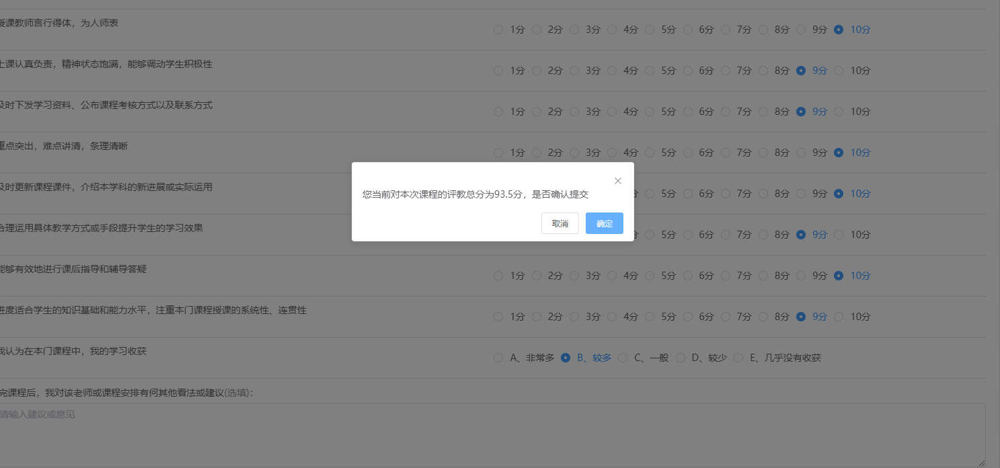 授课教师言行得体，为人师表
1分 2分 3分 4分 5分 6分 7分 8分 9分 10分
上课认真负责，精神状态饱满，能够调动学生积极性
1分 2分 3分 4分 5分 6分 7分 8分 9分 10分
及时下发学习资料、公布课程考核方式以及联系方式
1分 2分 3分 4分 5分 6分 7分 8分 9分 10分
重点突出，难点讲清，条理清晰
1分 2分 3分 4分 5分 6分 7分 8分 9分 10分
及时更新课程课件，介绍本学科的新进展或实际运用
分 5分 6分 7分 8分 9分 10分
您当前对本次课程的评教总分为93.5分，是否确认提交
取消 确定
合理运用具体教学方式或手段提升学生的学习效果
分 5分 6分 7分 8分 9分 10分
能够有效地进行课后指导和辅导答疑
1分 2分 3分 4分 5分 6分 7分 8分 9分 10分
进度适合学生的知识基础和能力水平，注重本门课程授课的系统性、连贯性
1分 2分 3分 4分 5分 6分 7分 8分 9分 10分
我认为在本门课程中，我的学习收获
A、非常多 B、较多 C、一般 D、较少 E、几乎没有收获
完课程后，我对该老师或课程安排有何其他看法或建议(选填)：
请输入建议或意见